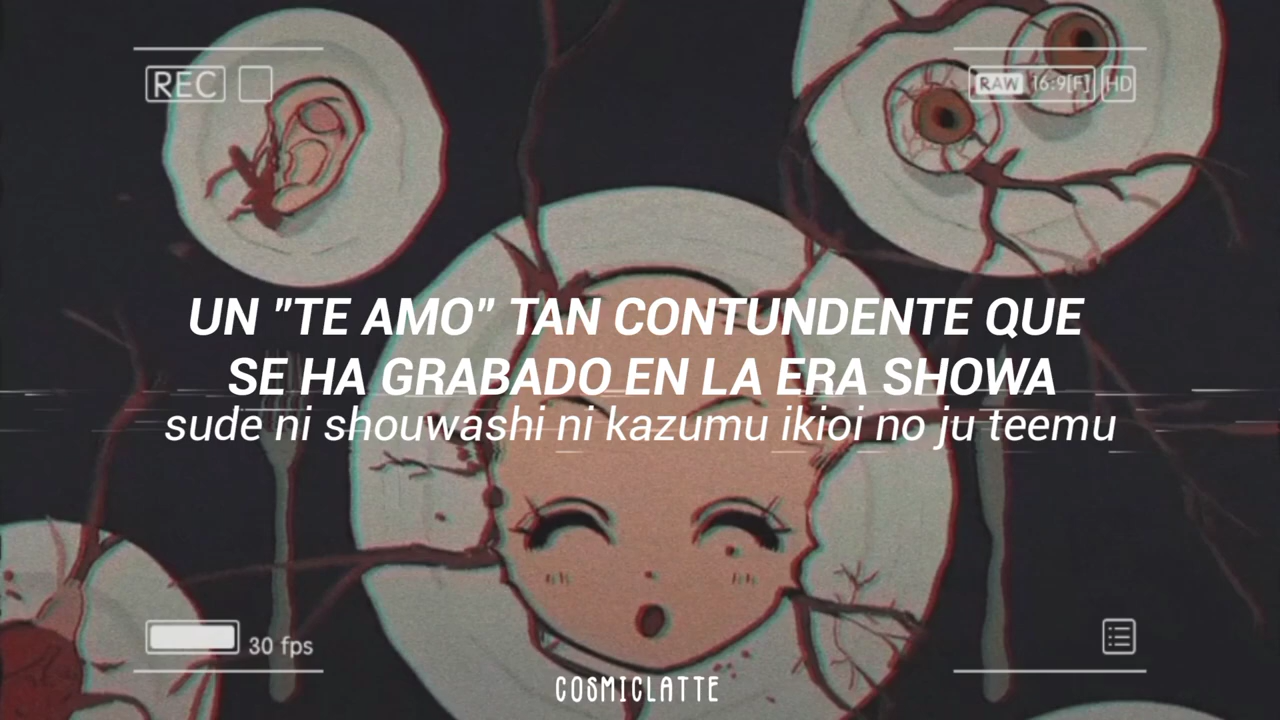 REC
RAW 16:9[F] HD
UN "TE AMO" TAN CONTUNDENTE QUE
SE HA GRABADO EN LA ERA SHOWA
sude ni shouwashi ni kazumu ikioi no ju teemu
30 fps
COSMICLATTE